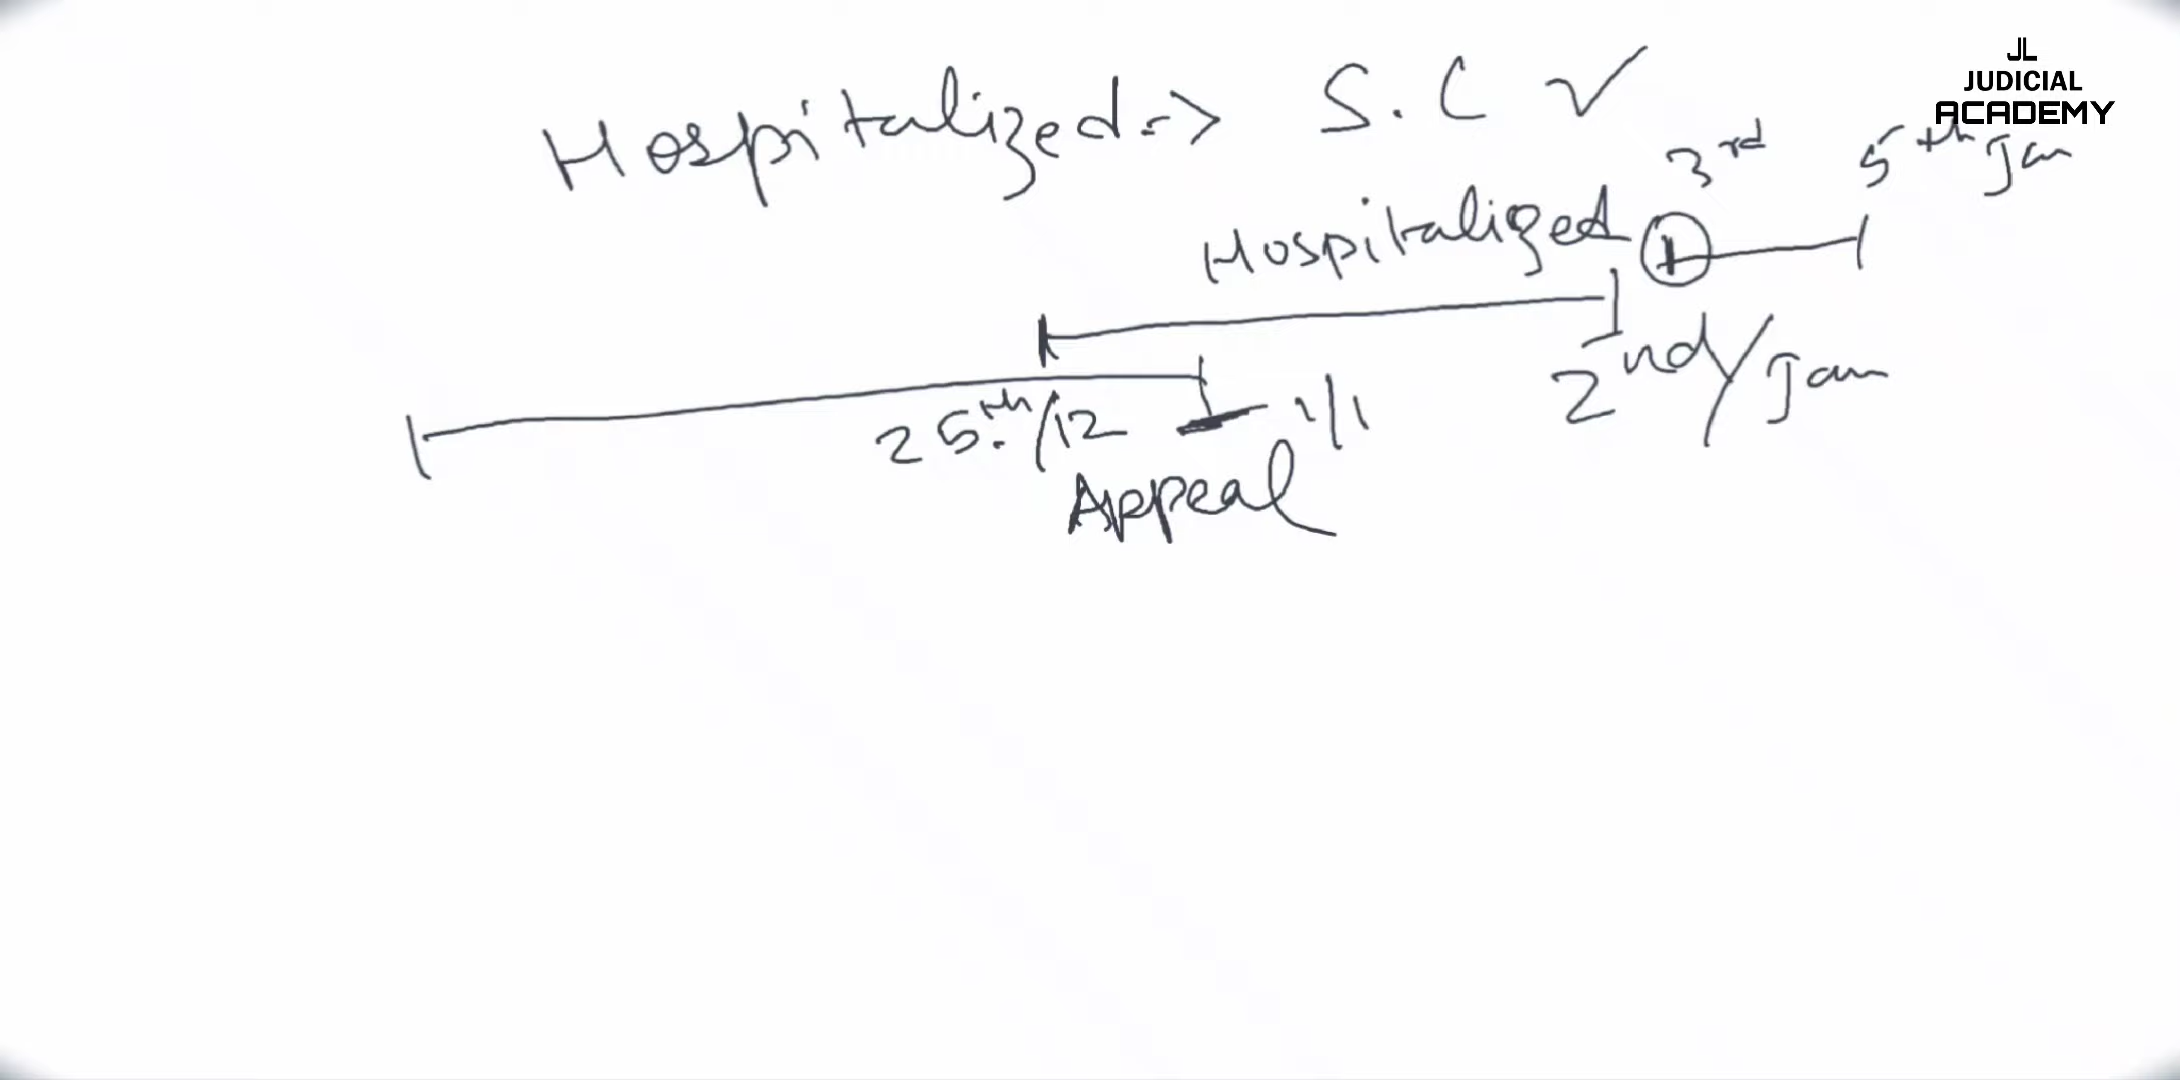 JL
JUDICIAL
ACADEMY
Hospitalized => S.C ✓
3rd 5th Jan
Hospitalized
2nd/Jan
25th/12 1/1
Appeal